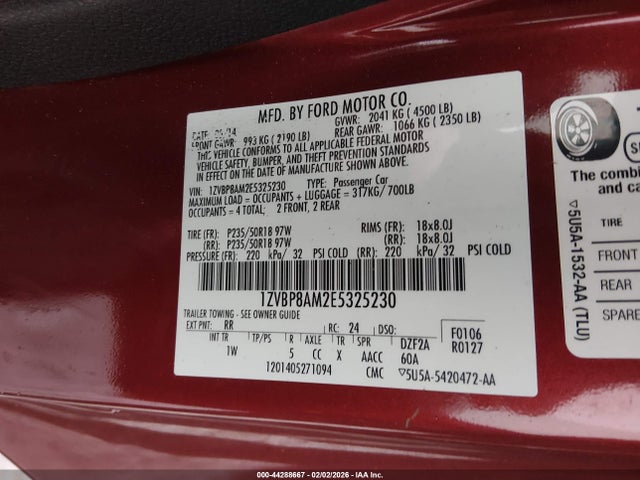 MFD. BY FORD MOTOR CO.
GVWR: 2041 KG ( 4500 LB)
FRONT GAWR: 993 KG ( 2190 LB)
REAR GAWR: 1066 KG ( 2350 LB)
THIS VEHICLE CONFORMS TO ALL APPLICABLE FEDERAL MOTOR
VEHICLE SAFETY, BUMPER, AND THEFT PREVENTION STANDARDS
IN EFFECT ON THE DATE OF MANUFACTURE SHOWN ABOVE.
1ZVBP8AM2E5325230 TYPE: Passenger Car
MAXIMUM LOAD = OCCUPANTS + LUGGAGE = 317KG/ 700LB
OCCUPANTS = 4 TOTAL, 2 FRONT, 2 REAR
TIRE (FR): P235/50R18 97W RIMS (FR): 18x8.0J
(RR): P235/50R18 97W (RR): 18x8.0J
PRESSURE (FR): 220 kPa/ 32 PSI COLD (RR): 220 kPa/ 32 PSI COLD
1ZVBP8AM2E5325230
TRAILER TOWING - SEE OWNER GUIDE
EXT PNT: RR RC: 24 DSO: F0106
INT TR TP/PS R AXLE TR SPR DZF2A R0127
1W 5 CC X AACC 60A
1201405271094 CMC ▽5U5A-5420472-AA
The combin
and ca
TIRE
FRONT
REAR
SPARE
▽5U5A-1532-AA (TLU)
000-44288667 - 02/02/2026 - IAA Inc.